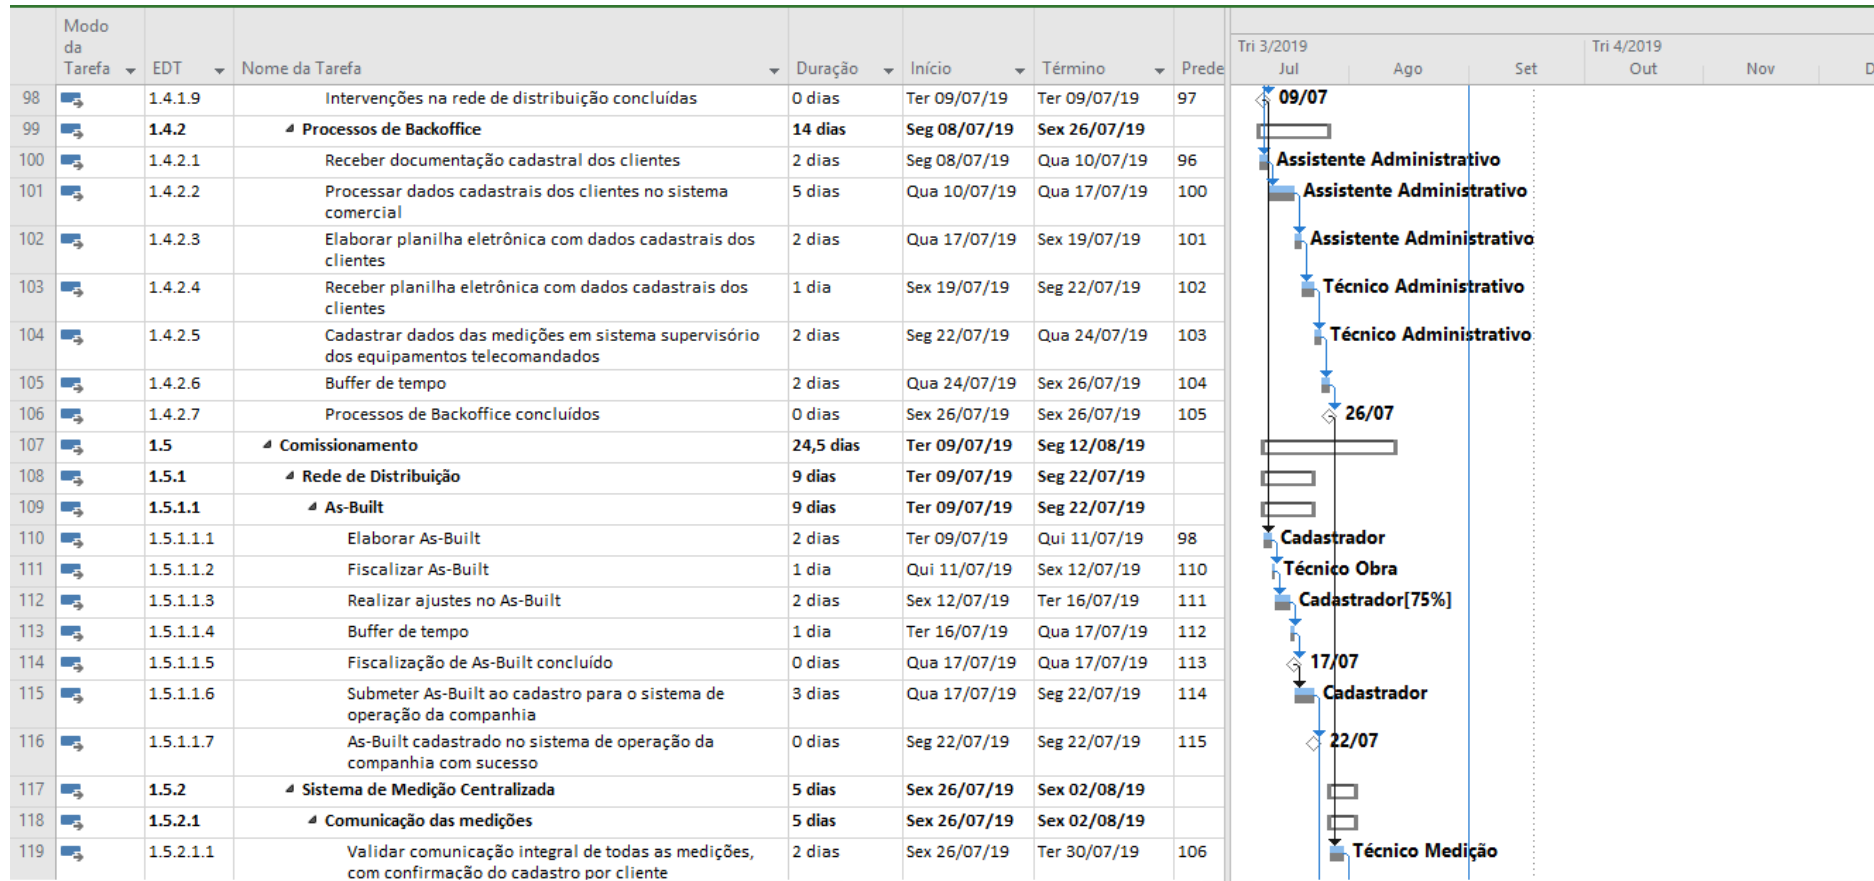 Modo
da
Tarefa EDT Nome da Tarefa Duração Início Término Prede
Tri 3/2019 Tri 4/2019
Jul Ago Set Out Nov D
98 1.4.1.9 Intervenções na rede de distribuição concluídas 0 dias Ter 09/07/19 Ter 09/07/19 97 09/07
99 1.4.2 Processos de Backoffice 14 dias Seg 08/07/19 Sex 26/07/19
100 1.4.2.1 Receber documentação cadastral dos clientes 2 dias Seg 08/07/19 Qua 10/07/19 96 Assistente Administrativo
101 1.4.2.2 Processar dados cadastrais dos clientes no sistema 5 dias Qua 10/07/19 Qua 17/07/19 100 Assistente Administrativo
comercial
102 1.4.2.3 Elaborar planilha eletrônica com dados cadastrais dos 2 dias Qua 17/07/19 Sex 19/07/19 101 Assistente Administrativo
clientes
103 1.4.2.4 Receber planilha eletrônica com dados cadastrais dos 1 dia Sex 19/07/19 Seg 22/07/19 102 Técnico Administrativo
clientes
104 1.4.2.5 Cadastrar dados das medições em sistema supervisório 2 dias Seg 22/07/19 Qua 24/07/19 103 Técnico Administrativo
dos equipamentos telecomandados
105 1.4.2.6 Buffer de tempo 2 dias Qua 24/07/19 Sex 26/07/19 104
106 1.4.2.7 Processos de Backoffice concluídos 0 dias Sex 26/07/19 Sex 26/07/19 105 26/07
107 1.5 Comissionamento 24,5 dias Ter 09/07/19 Seg 12/08/19
108 1.5.1 Rede de Distribuição 9 dias Ter 09/07/19 Seg 22/07/19
109 1.5.1.1 As-Built 9 dias Ter 09/07/19 Seg 22/07/19
110 1.5.1.1.1 Elaborar As-Built 2 dias Ter 09/07/19 Qui 11/07/19 98 Cadastrador
111 1.5.1.1.2 Fiscalizar As-Built 1 dia Qui 11/07/19 Sex 12/07/19 110 Técnico Obra
112 1.5.1.1.3 Realizar ajustes no As-Built 2 dias Sex 12/07/19 Ter 16/07/19 111 Cadastrador[75%]
113 1.5.1.1.4 Buffer de tempo 1 dia Ter 16/07/19 Qua 17/07/19 112
114 1.5.1.1.5 Fiscalização de As-Built concluído 0 dias Qua 17/07/19 Qua 17/07/19 113 17/07
115 1.5.1.1.6 Submeter As-Built ao cadastro para o sistema de 3 dias Qua 17/07/19 Seg 22/07/19 114 Cadastrador
operação da companhia
116 1.5.1.1.7 As-Built cadastrado no sistema de operação da 0 dias Seg 22/07/19 Seg 22/07/19 115 22/07
companhia com sucesso
117 1.5.2 Sistema de Medição Centralizada 5 dias Sex 26/07/19 Sex 02/08/19
118 1.5.2.1 Comunicação das medições 5 dias Sex 26/07/19 Sex 02/08/19
119 1.5.2.1.1 Validar comunicação integral de todas as medições, 2 dias Sex 26/07/19 Ter 30/07/19 106 Técnico Medição
com confirmação do cadastro por cliente